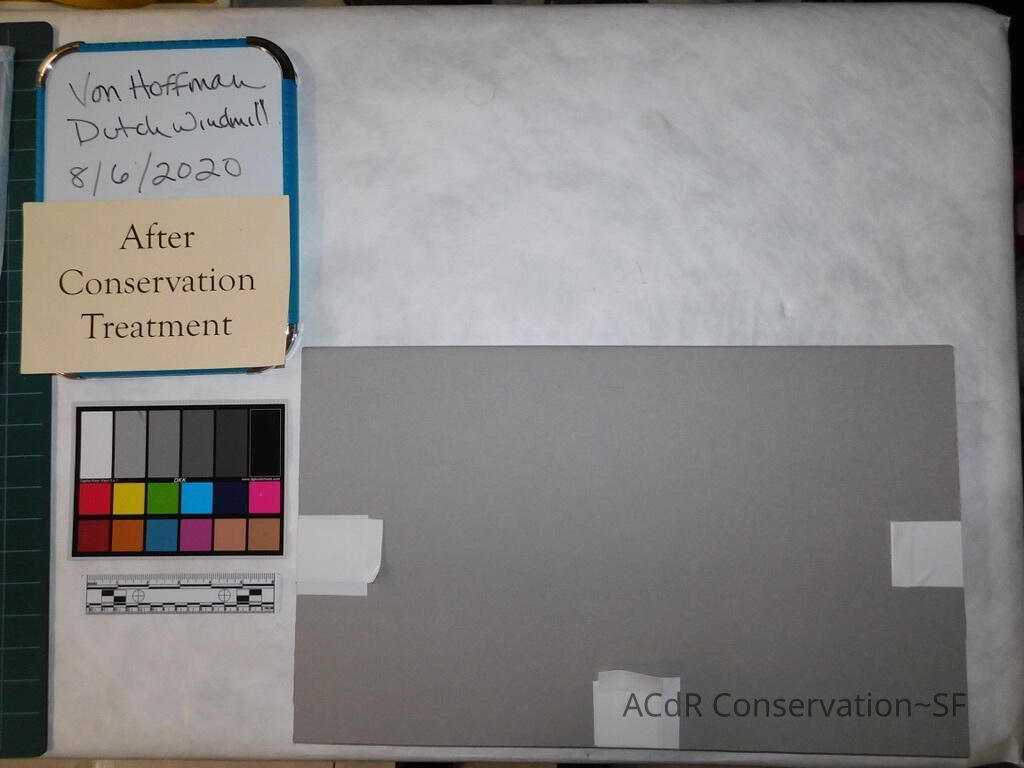 Von Hoffman
Dutch Windmill
8/6/2020
After
Conservation
Treatment
DKK
ACdR Conservation~SF